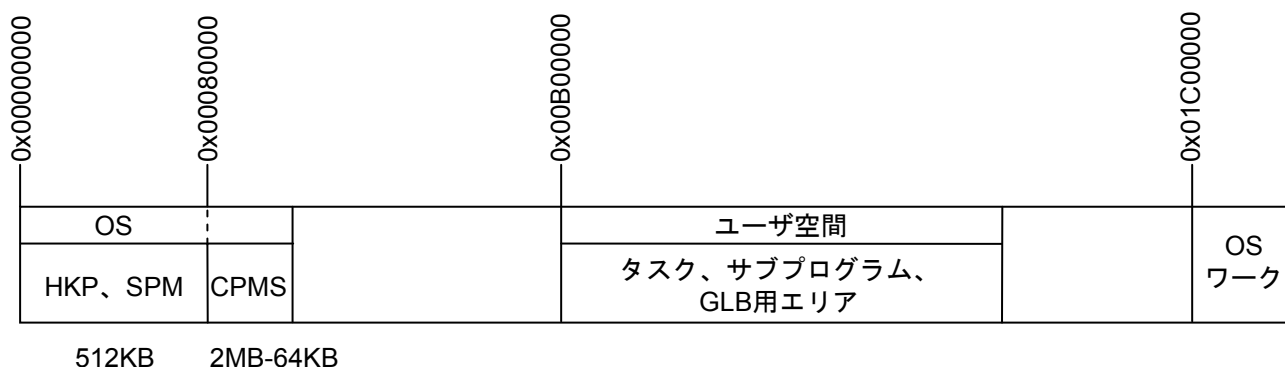 0x00000000
0x00080000
0x00B00000
0x01C00000
OS
ユーザ空間
OS
ワーク
HKP、SPM
CPMS
タスク、サブプログラム、
GLB用エリア
512KB
2MB-64KB